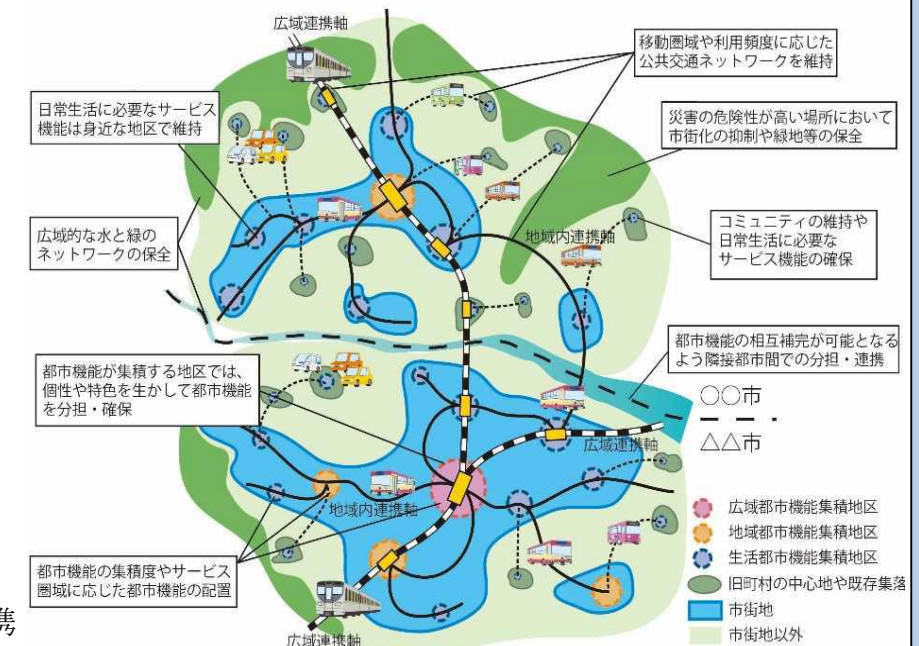 広域連携軸
移動圏域や利用頻度に応じた
公共交通ネットワークを維持
日常生活に必要なサービス
機能は身近な地区で維持
災害の危険性が高い場所において
市街化の抑制や緑地等の保全
広域的な水と緑の
ネットワークの保全
地域内連携軸
コミュニティの維持や
日常生活に必要な
サービス機能の確保
都市機能が集積する地区では、
個性や特色を生かして都市機能
を分担・確保
都市機能の相互補完が可能となる
よう隣接都市間での分担・連携
○○市
△△市
広域連携軸
地域内連携軸
広域都市機能集積地区
地域都市機能集積地区
生活都市機能集積地区
旧町村の中心地や既存集落
市街地
市街地以外
都市機能の集積度やサービス
圏域に応じた都市機能の配置
広域連携軸
携